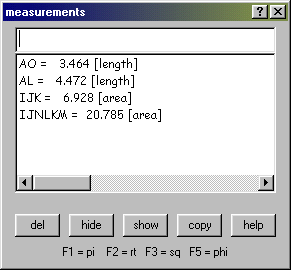 measurements
AO = 3.464 [length]
AL = 4.472 [length]
IJK = 6.928 [area]
IJNLKM = 20.785 [area]
del hide show copy help
F1 = pi F2 = rt F3 = sq F5 = phi